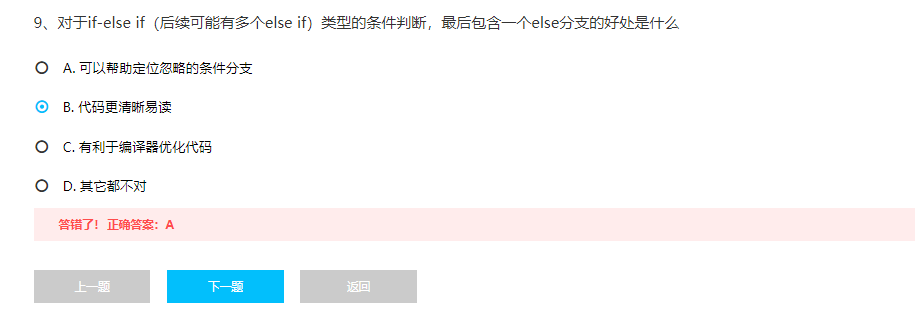 9、对于if-else if（后续可能有多个else if）类型的条件判断，最后包含一个else分支的好处是什么
A. 可以帮助定位忽略的条件分支
B. 代码更清晰易读
C. 有利于编译器优化代码
D. 其它都不对
答错了！正确答案：A
上一题 下一题 返回